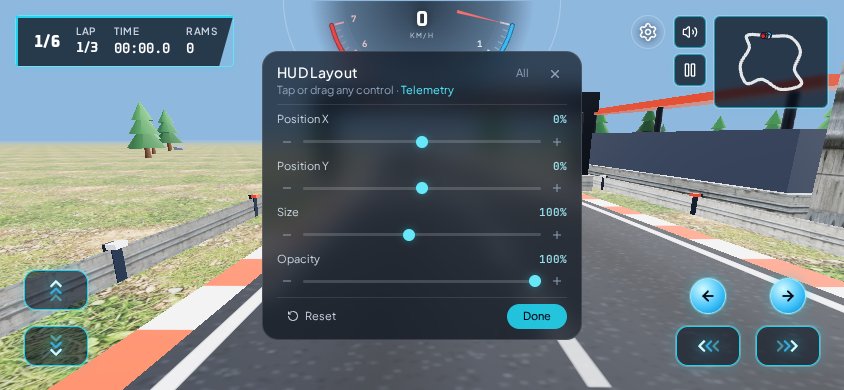 1/6
LAP
1/3
TIME
00:00.0
RAMS
0
7
6
0
KM/H
1
HUD Layout
All
Tap or drag any control · Telemetry
Position X
0%
Position Y
0%
Size
100%
Opacity
100%
Reset
Done